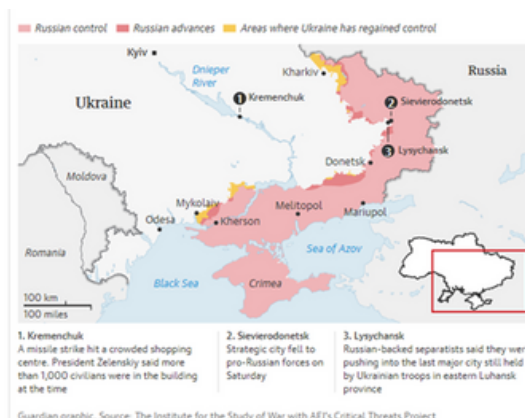 Russian control Russian advances Areas where Ukraine has regained control
Kyiv
Dnieper
River
Kharkiv
Russia
Ukraine
1 Kremenchuk
2 Sievierodonetsk
3 Lysychansk
Donetsk
Moldova
Mykolaiv
Melitopol
Mariupol
Odesa
Kherson
Romania
Sea of Azov
Black Sea
Crimea
100 km
100 miles
1. Kremenchuk
A missile strike hit a crowded shopping
centre. President Zelenskiy said more
than 1,000 civilians were in the building
at the time
2. Sievierodonetsk
Strategic city fell to
pro-Russian forces on
Saturday
3. Lysychansk
Russian-backed separatists said they were
pushing into the last major city still held
by Ukrainian troops in eastern Luhansk
province
Guardian graphic. Source: The Institute for the Study of War with AEI's Critical Threats Project